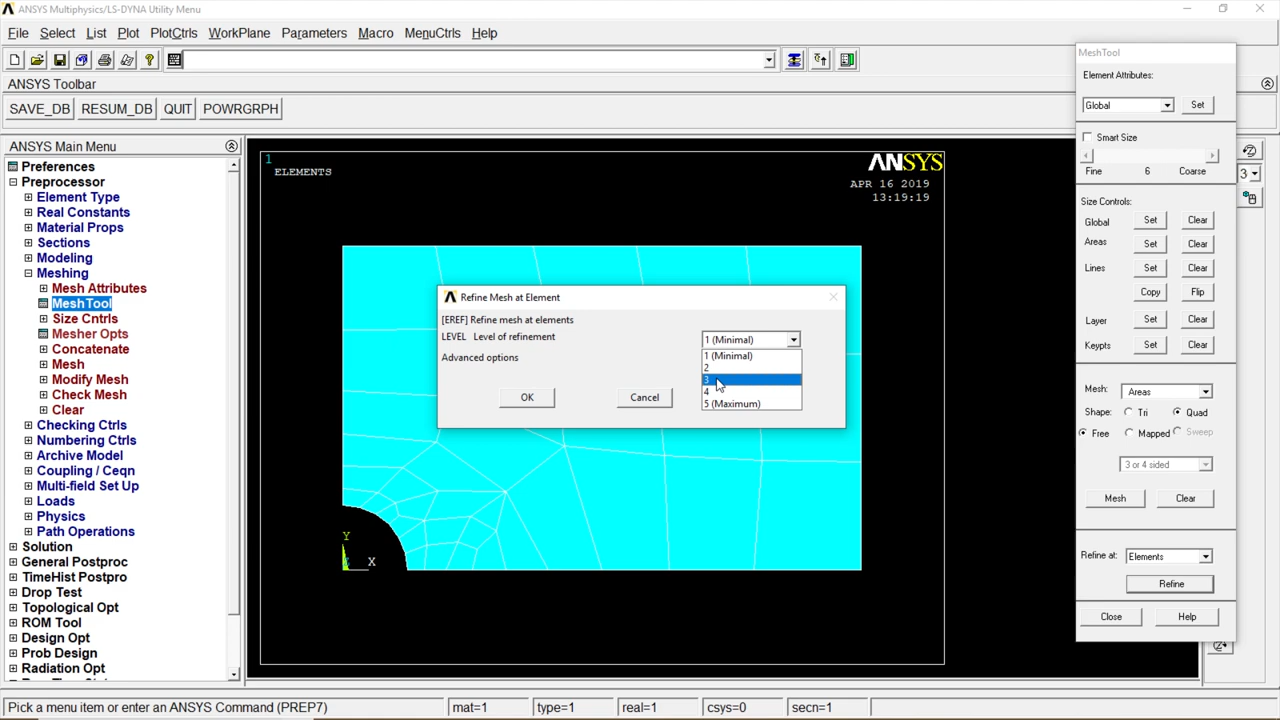 ANSYS Multiphysics/LS-DYNA Utility Menu
File Select List Plot PlotCtrls WorkPlane Parameters Macro MenuCtrls Help
ANSYS Toolbar
SAVE_DB RESUM_DB QUIT POWRGRPH
ANSYS Main Menu
Preferences
Preprocessor
Element Type
Real Constants
Material Props
Sections
Modeling
Meshing
Mesh Attributes
MeshTool
Size Cntrls
Mesher Opts
Concatenate
Mesh
Modify Mesh
Check Mesh
Clear
Checking Ctrls
Numbering Ctrls
Archive Model
Coupling / Ceqn
Multi-field Set Up
Loads
Physics
Path Operations
Solution
General Postproc
TimeHist Postpro
Drop Test
Topological Opt
ROM Tool
Design Opt
Prob Design
Radiation Opt
1
ELEMENTS
ANSYS
APR 16 2019
13:19:19
Y
X
Refine Mesh at Element
[EREF] Refine mesh at elements
LEVEL Level of refinement
1 (Minimal)
Advanced options
1 (Minimal)
2
3
4
5 (Maximum)
OK Cancel
MeshTool
Element Attributes:
Global Set
Smart Size
Fine 6 Coarse
Size Controls:
Global Set Clear
Areas Set Clear
Lines Set Clear
Copy Flip
Layer Set Clear
Keypts Set Clear
Mesh: Areas
Shape: Tri Quad
Free Mapped Sweep
3 or 4 sided
Mesh Clear
Refine at: Elements
Refine
Close Help
3
Pick a menu item or enter an ANSYS Command (PREP7) mat=1 type=1 real=1 csys=0 secn=1